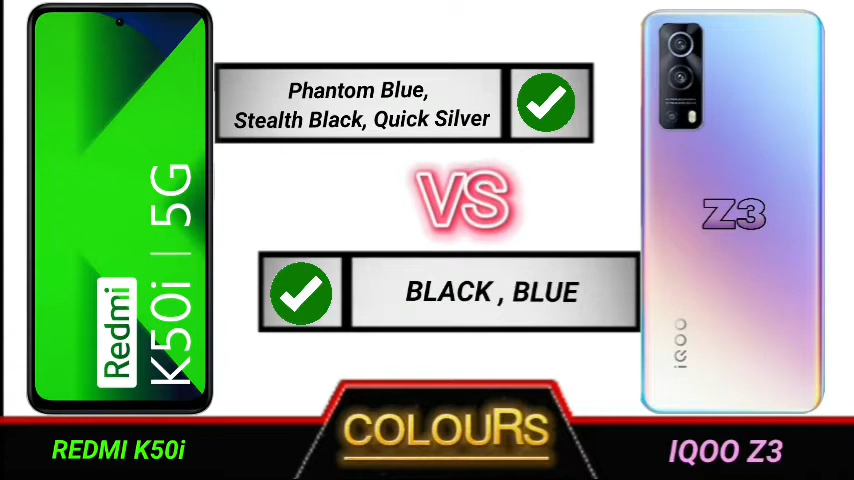 Redmi
K50i | 5G
Phantom Blue,
Stealth Black, Quick Silver
VS
BLACK , BLUE
Z3
iQOO
COLOURS
REDMI K50i
IQOO Z3